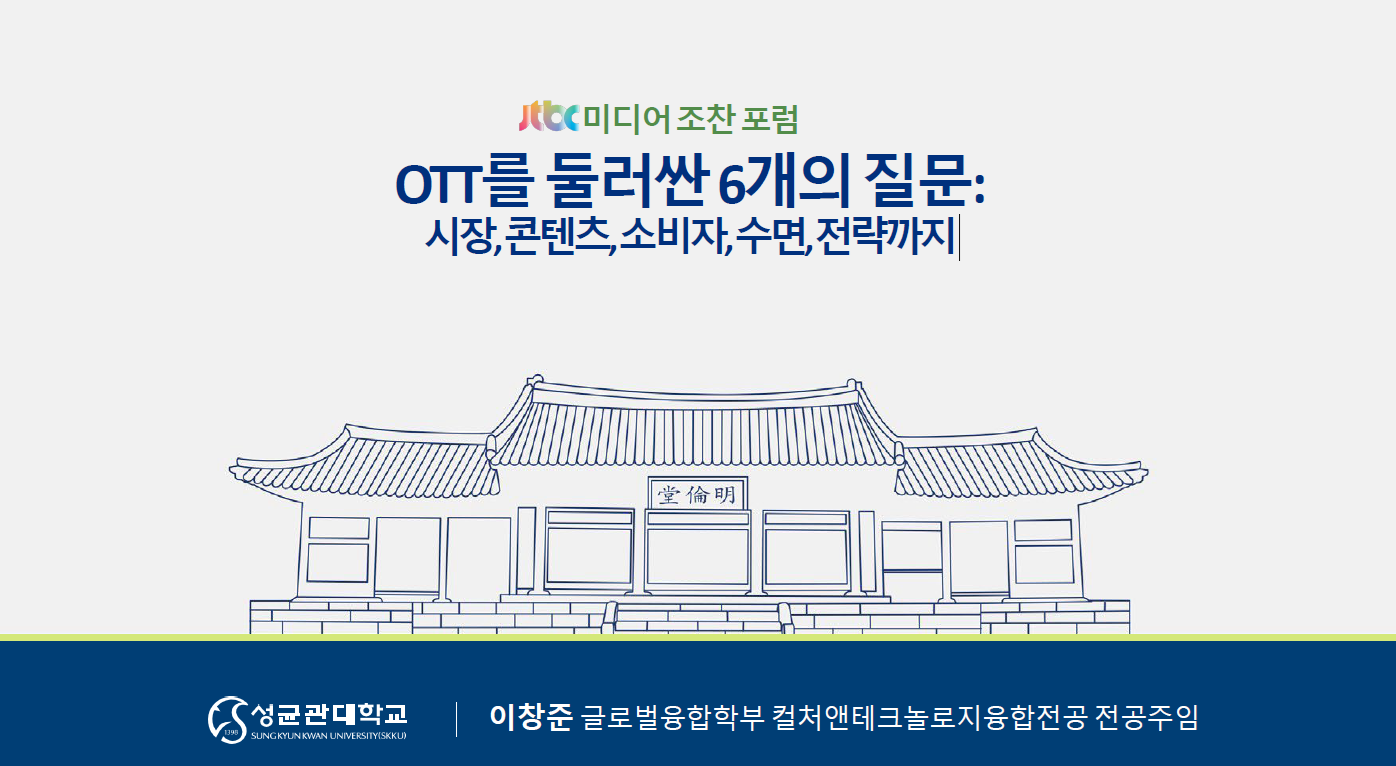 jtbc 미디어 조찬 포럼
OTT를 둘러싼 6개의 질문:
시장, 콘텐츠, 소비자, 수면, 전략까지
堂倫明
1398
성균관대학교
SUNG KYUN KWAN UNIVERSITY(SKKU)
이창준 글로벌융합학부 컬처앤테크놀로지융합전공 전공주임